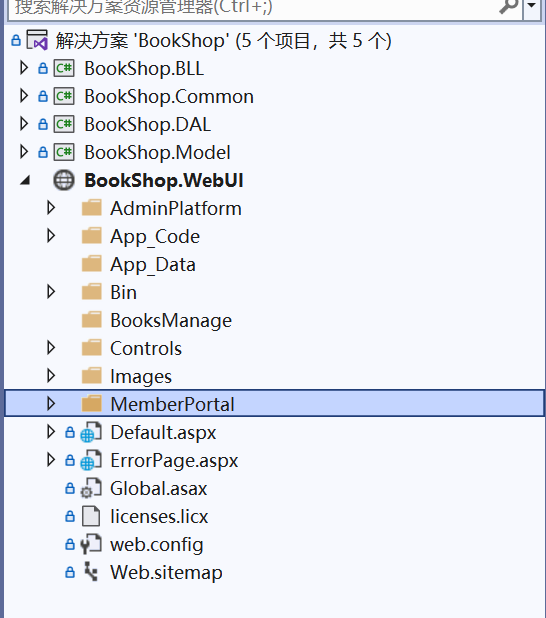 搜索解决方案资源管理器(Ctrl+;)
解决方案 'BookShop' (5 个项目，共 5 个)
BookShop.BLL
BookShop.Common
BookShop.DAL
BookShop.Model
BookShop.WebUI
AdminPlatform
App_Code
App_Data
Bin
BooksManage
Controls
Images
MemberPortal
Default.aspx
ErrorPage.aspx
Global.asax
licenses.licx
web.config
Web.sitemap